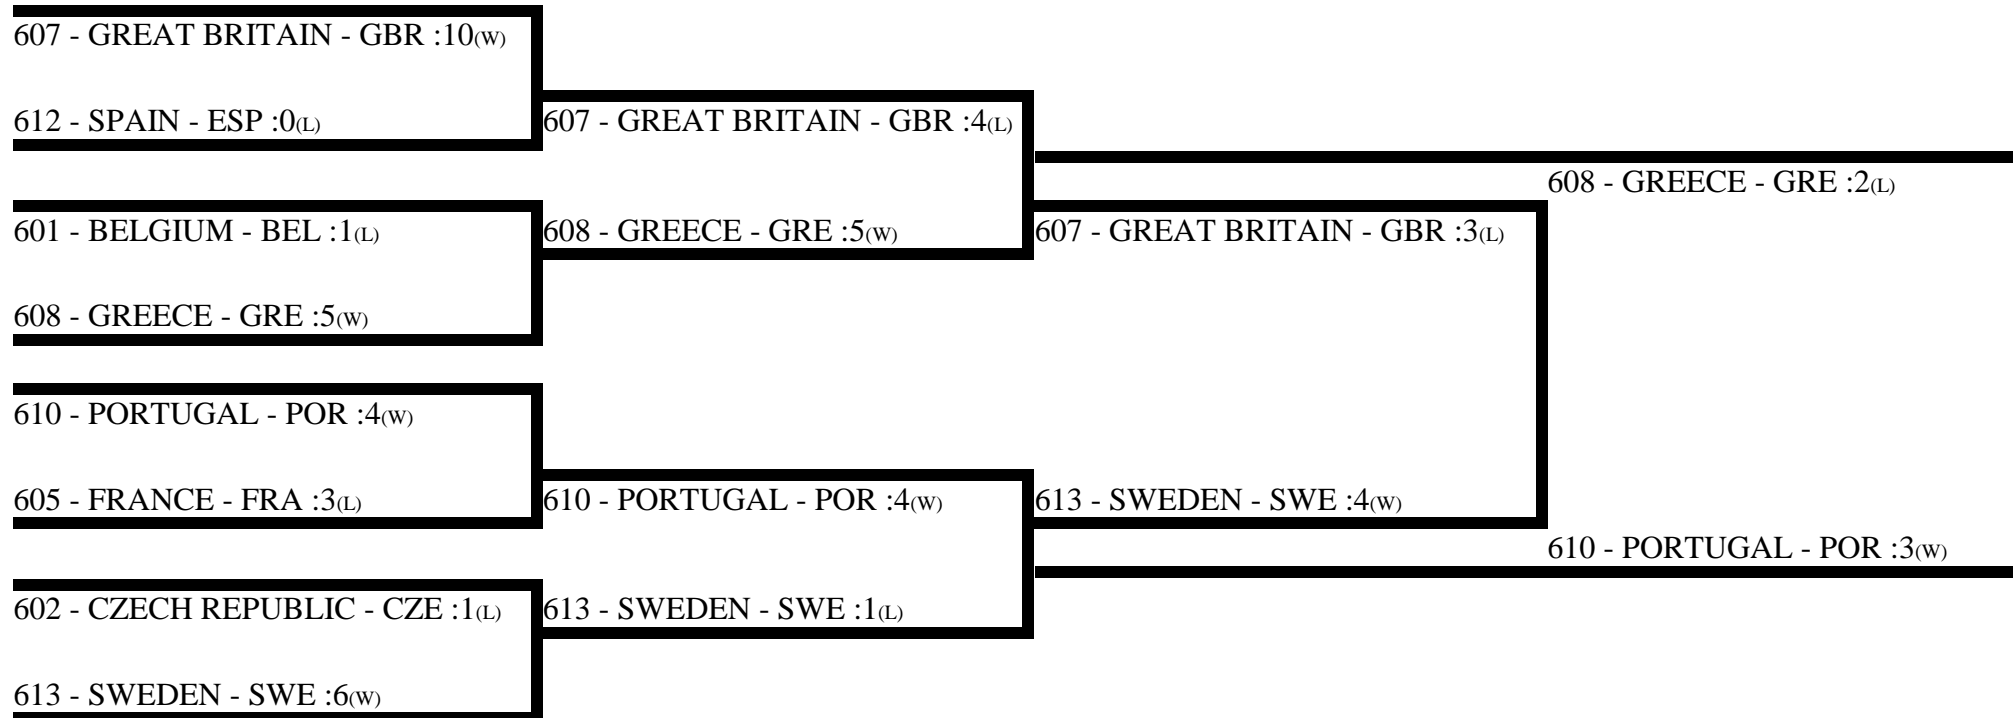 607 - GREAT BRITAIN - GBR :10(W)
612 - SPAIN - ESP :0(L)
601 - BELGIUM - BEL :1(L)
608 - GREECE - GRE :5(W)
610 - PORTUGAL - POR :4(W)
605 - FRANCE - FRA :3(L)
602 - CZECH REPUBLIC - CZE :1(L)
613 - SWEDEN - SWE :6(W)
607 - GREAT BRITAIN - GBR :4(L)
608 - GREECE - GRE :5(W)
610 - PORTUGAL - POR :4(W)
613 - SWEDEN - SWE :1(L)
607 - GREAT BRITAIN - GBR :3(L)
613 - SWEDEN - SWE :4(W)
608 - GREECE - GRE :2(L)
610 - PORTUGAL - POR :3(W)